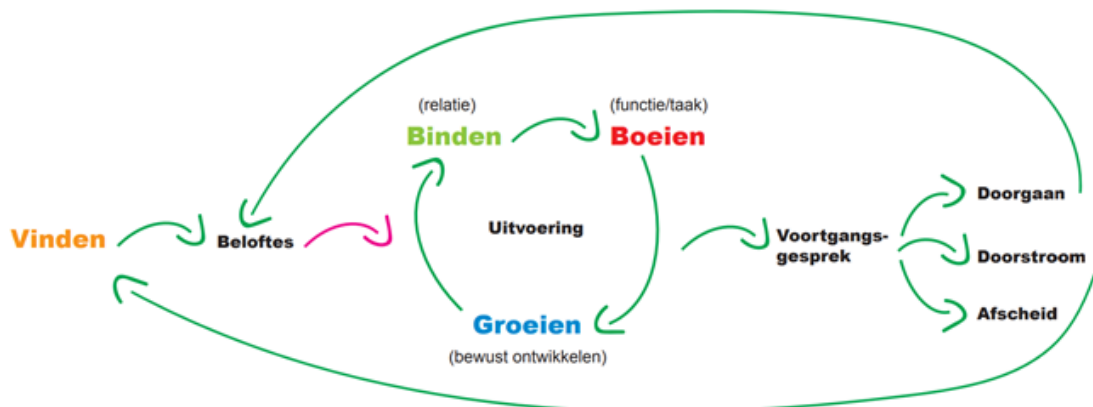 (relatie)
Binden
(functie/taak)
Boeien
Vinden
Beloftes
Uitvoering
Voortgangs-
gesprek
Doorgaan
Doorstroom
Afscheid
Groeien
(bewust ontwikkelen)